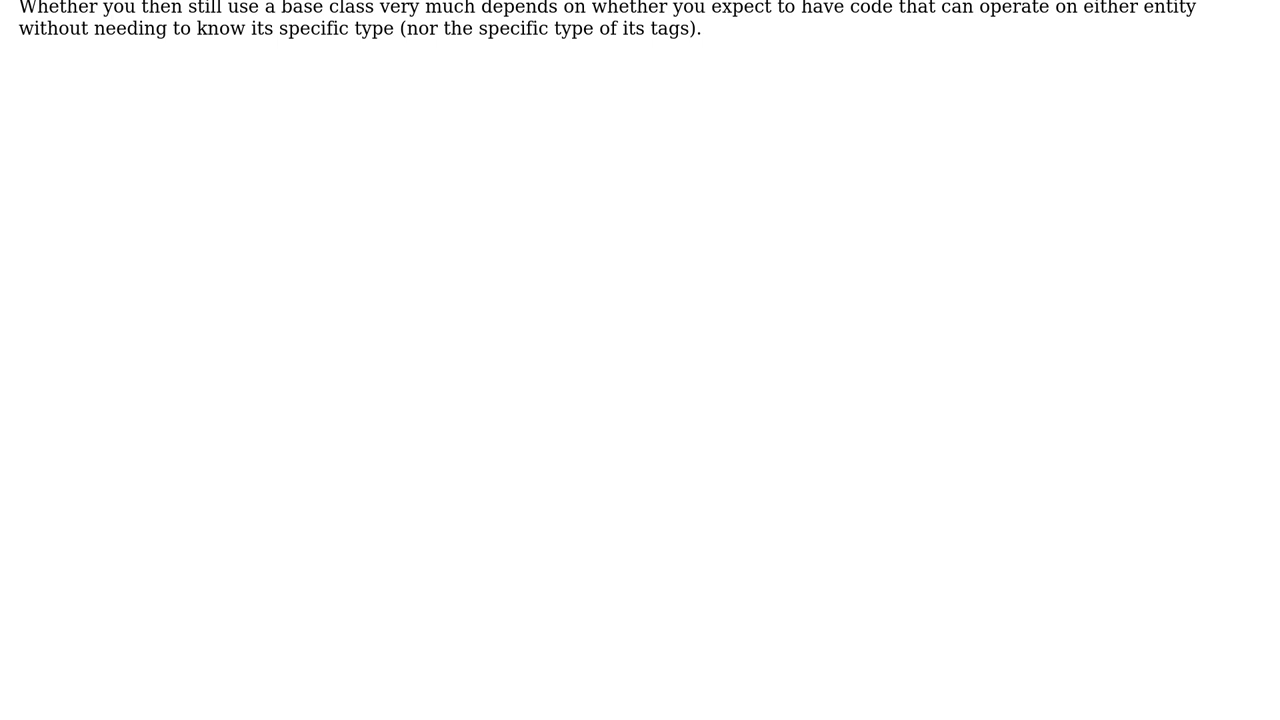 Whether you then still use a base class very much depends on whether you expect to have code that can operate on either entity
without needing to know its specific type (nor the specific type of its tags).